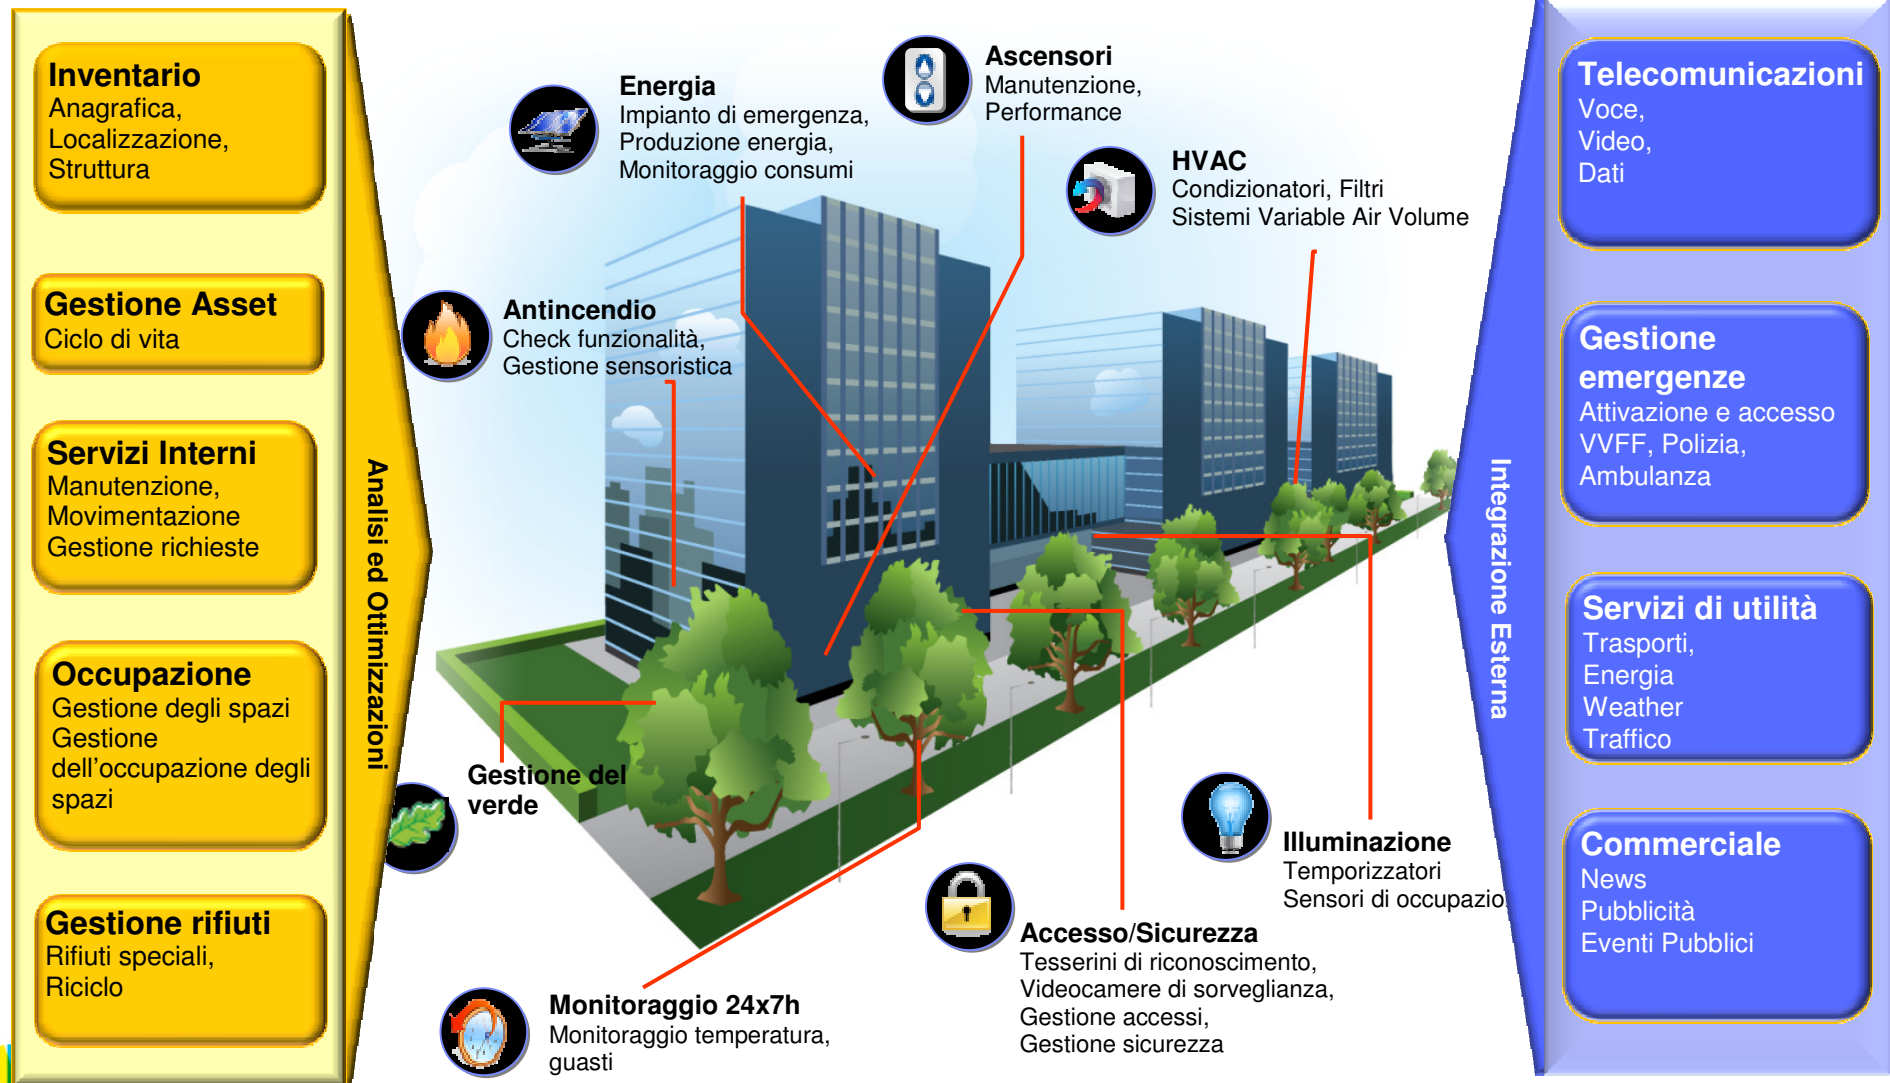 Inventario
Anagrafica,
Localizzazione,
Struttura
Gestione Asset
Ciclo di vita
Servizi Interni
Manutenzione,
Movimentazione
Gestione richieste
Occupazione
Gestione degli spazi
Gestione
dell'occupazione degli
spazi
Gestione rifiuti
Rifiuti speciali,
Riciclo
Analisi ed Ottimizzazioni
Energia
Impianto di emergenza,
Produzione energia,
Monitoraggio consumi
Ascensori
Manutenzione,
Performance
HVAC
Condizionatori, Filtri
Sistemi Variable Air Volume
Antincendio
Check funzionalità,
Gestione sensoristica
Gestione del
verde
Illuminazione
Temporizzatori
Sensori di occupazio
Accesso/Sicurezza
Tesserini di riconoscimento,
Videocamere di sorveglianza,
Gestione accessi,
Gestione sicurezza
Monitoraggio 24x7h
Monitoraggio temperatura,
guasti
Integrazione Esterna
Telecomunicazioni
Voce,
Video,
Dati
Gestione
emergenze
Attivazione e accesso
VVFF, Polizia,
Ambulanza
Servizi di utilità
Trasporti,
Energia
Weather
Traffico
Commerciale
News
Pubblicità
Eventi Pubblici